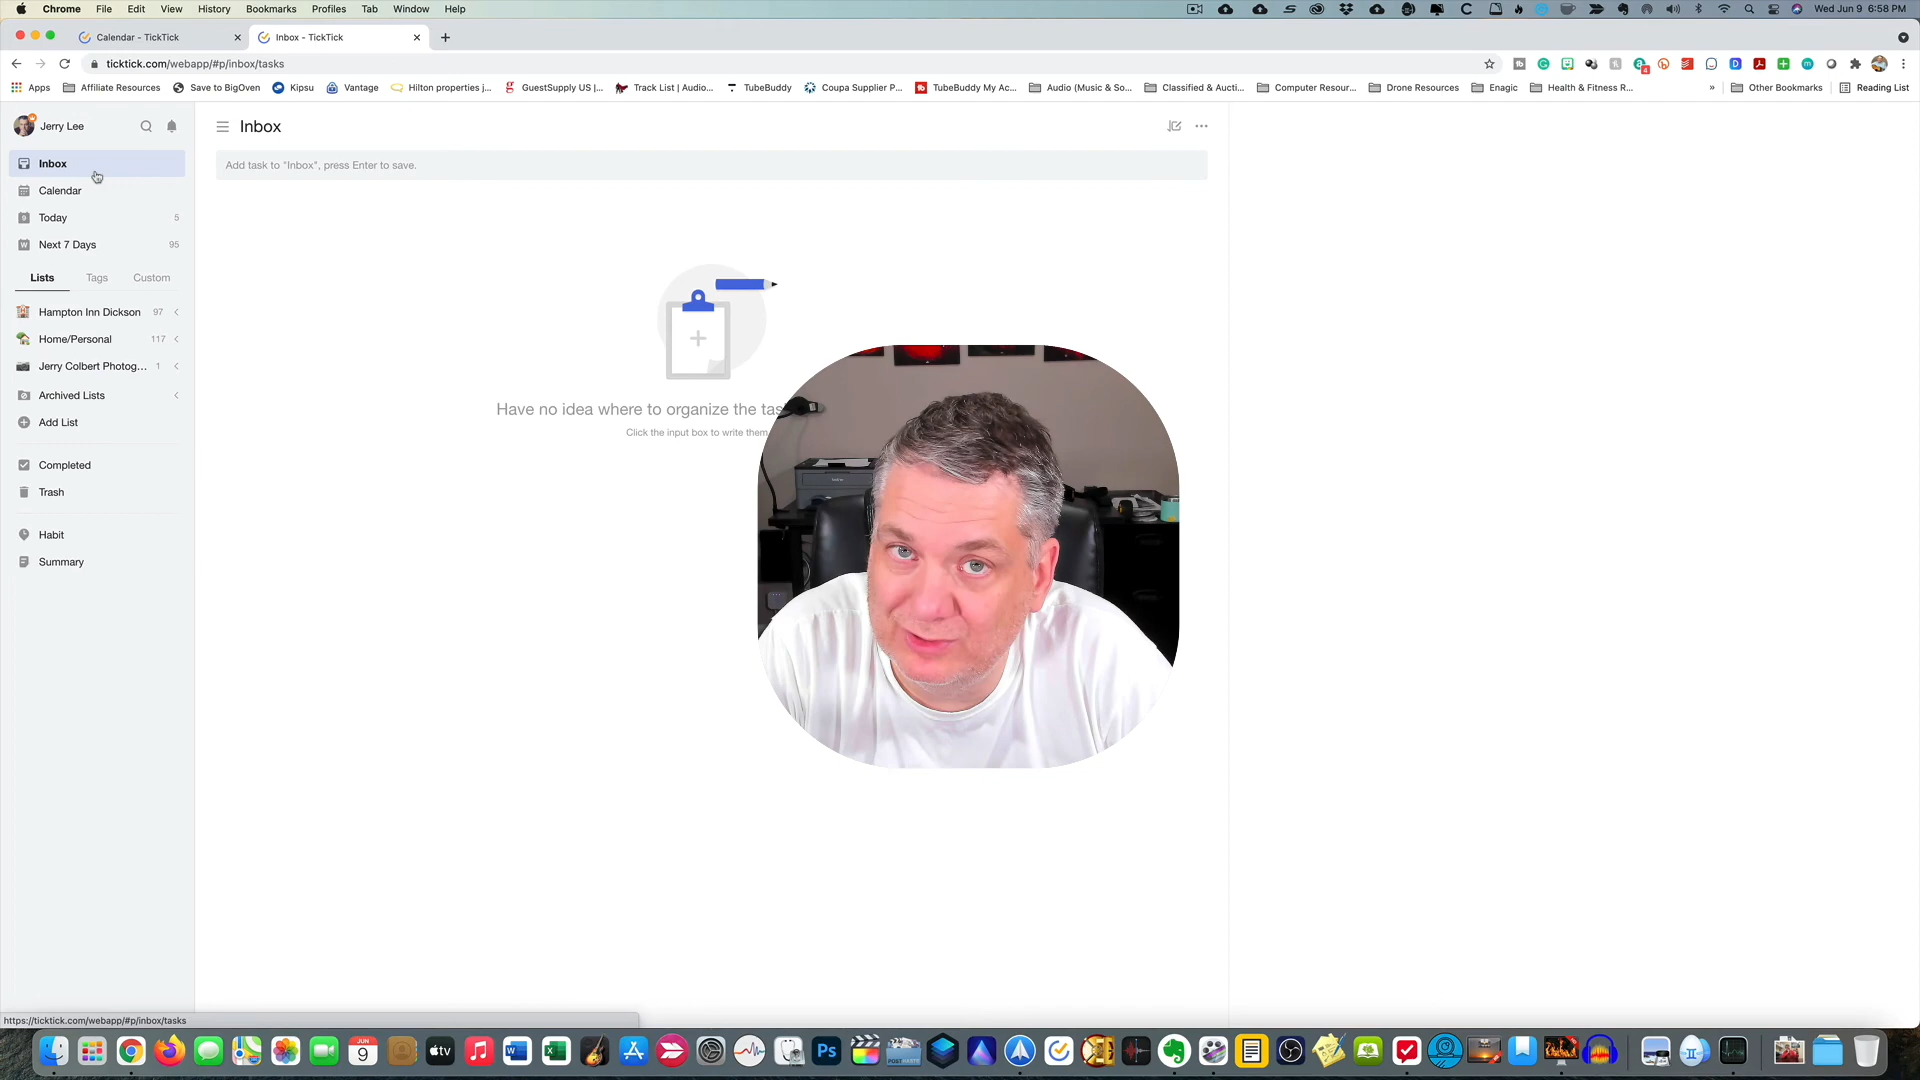 Chrome File Edit View History Bookmarks Profiles Tab Window Help Wed Jun 9 6:58 PM
Calendar - TickTick Inbox - TickTick
ticktick.com/webapp/#p/inbox/tasks
Apps Affiliate Resources Save to BigOven Kipsu Vantage Hilton properties j... GuestSupply US |... Track List | Audio... TubeBuddy Coupa Supplier P... TubeBuddy My Ac... Audio (Music & So... Classified & Aucti... Computer Resour... Drone Resources Enagic Health & Fitness R... » Other Bookmarks Reading List
Jerry Lee
Inbox
Calendar
Today 5
Next 7 Days 95
Lists Tags Custom
Hampton Inn Dickson 97
Home/Personal 117
Jerry Colbert Photog... 1
Archived Lists
Add List
Completed
Trash
Habit
Summary
Inbox
Add task to "Inbox", press Enter to save.
Have no idea where to organize the tas
Click the input box to write them
https://ticktick.com/webapp/#p/inbox/tasks
JUN
9
tv
Ps